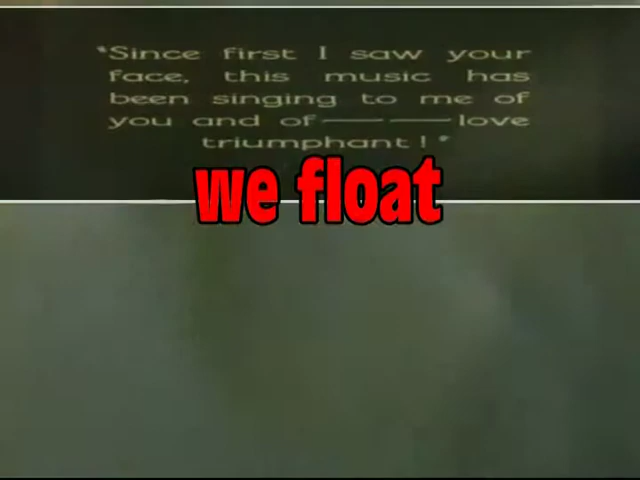 "Since first I saw your
face, this music has
been singing to me of
you and of — — love
triumphant! "
we float